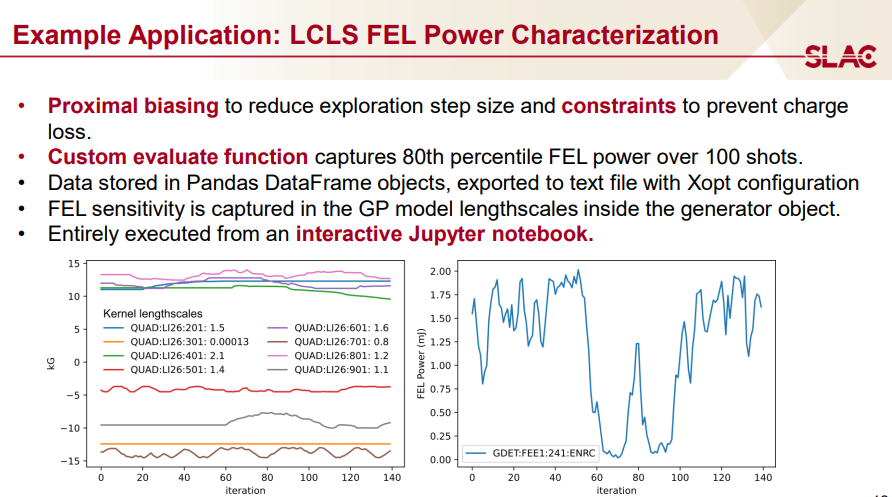 Example Application: LCLS FEL Power Characterization
SLAC
• Proximal biasing to reduce exploration step size and constraints to prevent charge
loss.
• Custom evaluate function captures 80th percentile FEL power over 100 shots.
• Data stored in Pandas DataFrame objects, exported to text file with Xopt configuration
• FEL sensitivity is captured in the GP model lengthscales inside the generator object.
• Entirely executed from an interactive Jupyter notebook.
15
10
5
0
−5
−10
−15
kG
Kernel lengthscales
QUAD:LI26:201: 1.5
QUAD:LI26:301: 0.00013
QUAD:LI26:401: 2.1
QUAD:LI26:501: 1.4
QUAD:LI26:601: 1.6
QUAD:LI26:701: 0.8
QUAD:LI26:801: 1.2
QUAD:LI26:901: 1.1
0 20 40 60 80 100 120 140
iteration
2.00
1.75
1.50
1.25
1.00
0.75
0.50
0.25
0.00
FEL Power (mJ)
GDET:FEE1:241:ENRC
0 20 40 60 80 100 120 140
iteration